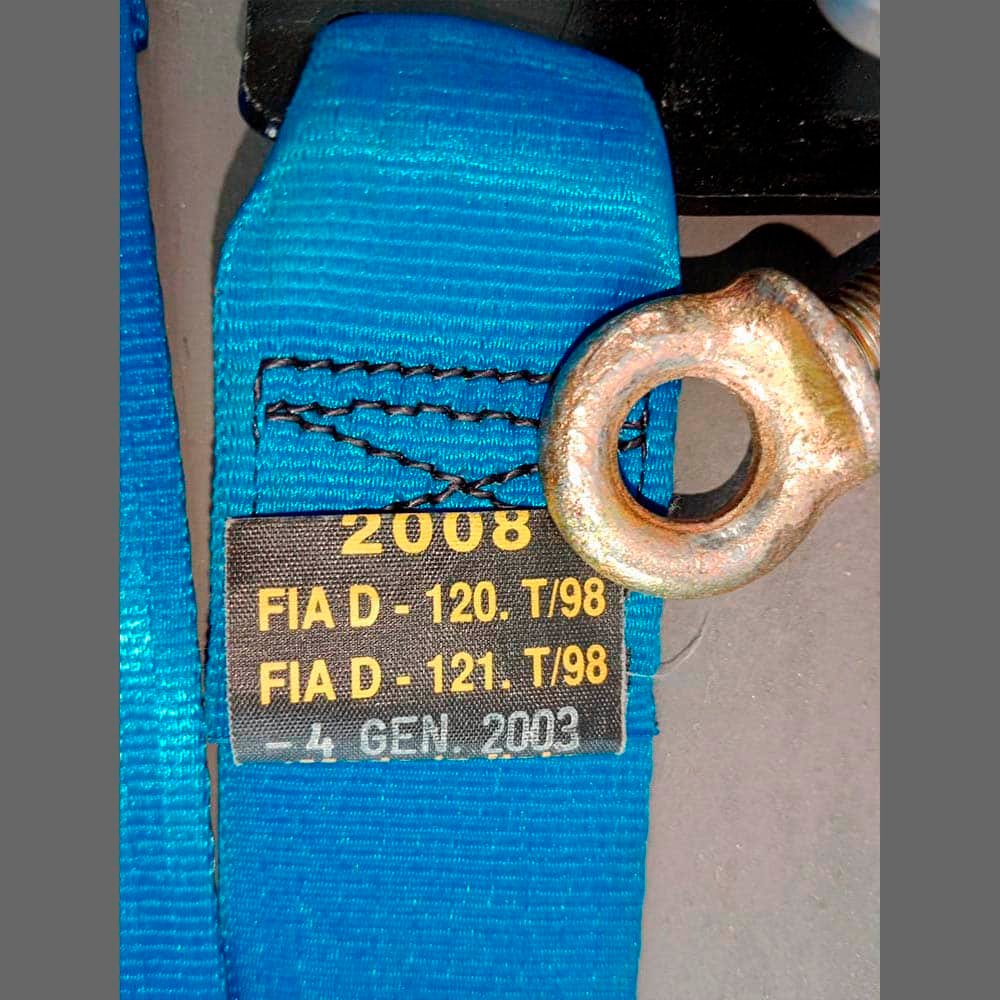 2008
FIA D - 120. T/98
FIA D - 121. T/98
- 4 GEN. 2003